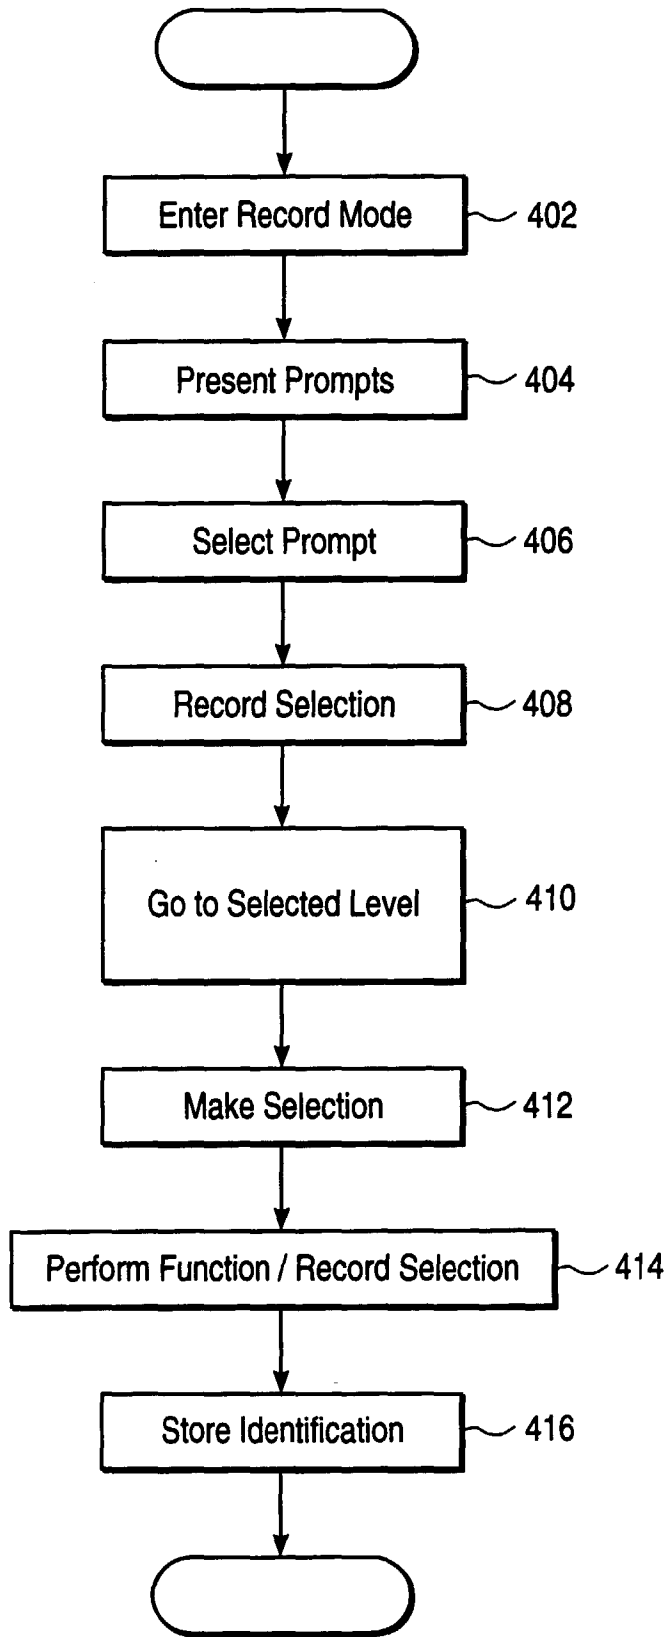 Enter Record Mode 402
Present Prompts 404
Select Prompt 406
Record Selection 408
Go to Selected Level 410
Make Selection 412
Perform Function / Record Selection 414
Store Identification 416